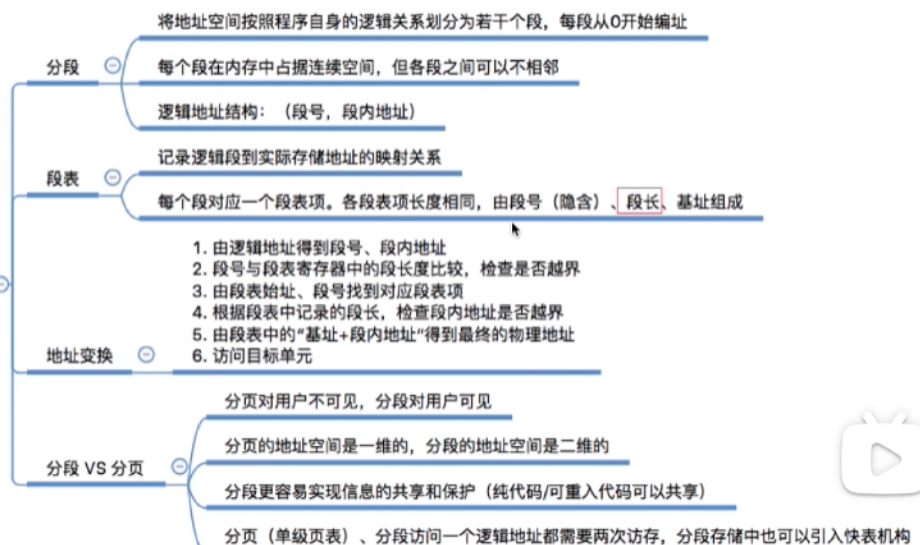 将地址空间按照程序自身的逻辑关系划分为若干个段，每段从0开始编址
分段
每个段在内存中占据连续空间，但各段之间可以不相邻
逻辑地址结构：（段号，段内地址）
记录逻辑段到实际存储地址的映射关系
段表
每个段对应一个段表项。各段表项长度相同，由段号（隐含）、段长、基址组成
1. 由逻辑地址得到段号、段内地址
2. 段号与段表寄存器中的段长度比较，检查是否越界
3. 由段表始址、段号找到对应段表项
4. 根据段表中记录的段长，检查段内地址是否越界
5. 由段表中的“基址+段内地址”得到最终的物理地址
地址变换
6. 访问目标单元
分页对用户不可见，分段对用户可见
分页的地址空间是一维的，分段的地址空间是二维的
分段 VS 分页
分段更容易实现信息的共享和保护（纯代码/可重入代码可以共享）
分页（单级页表）、分段访问一个逻辑地址都需要两次访存，分段存储中也可以引入快表机构